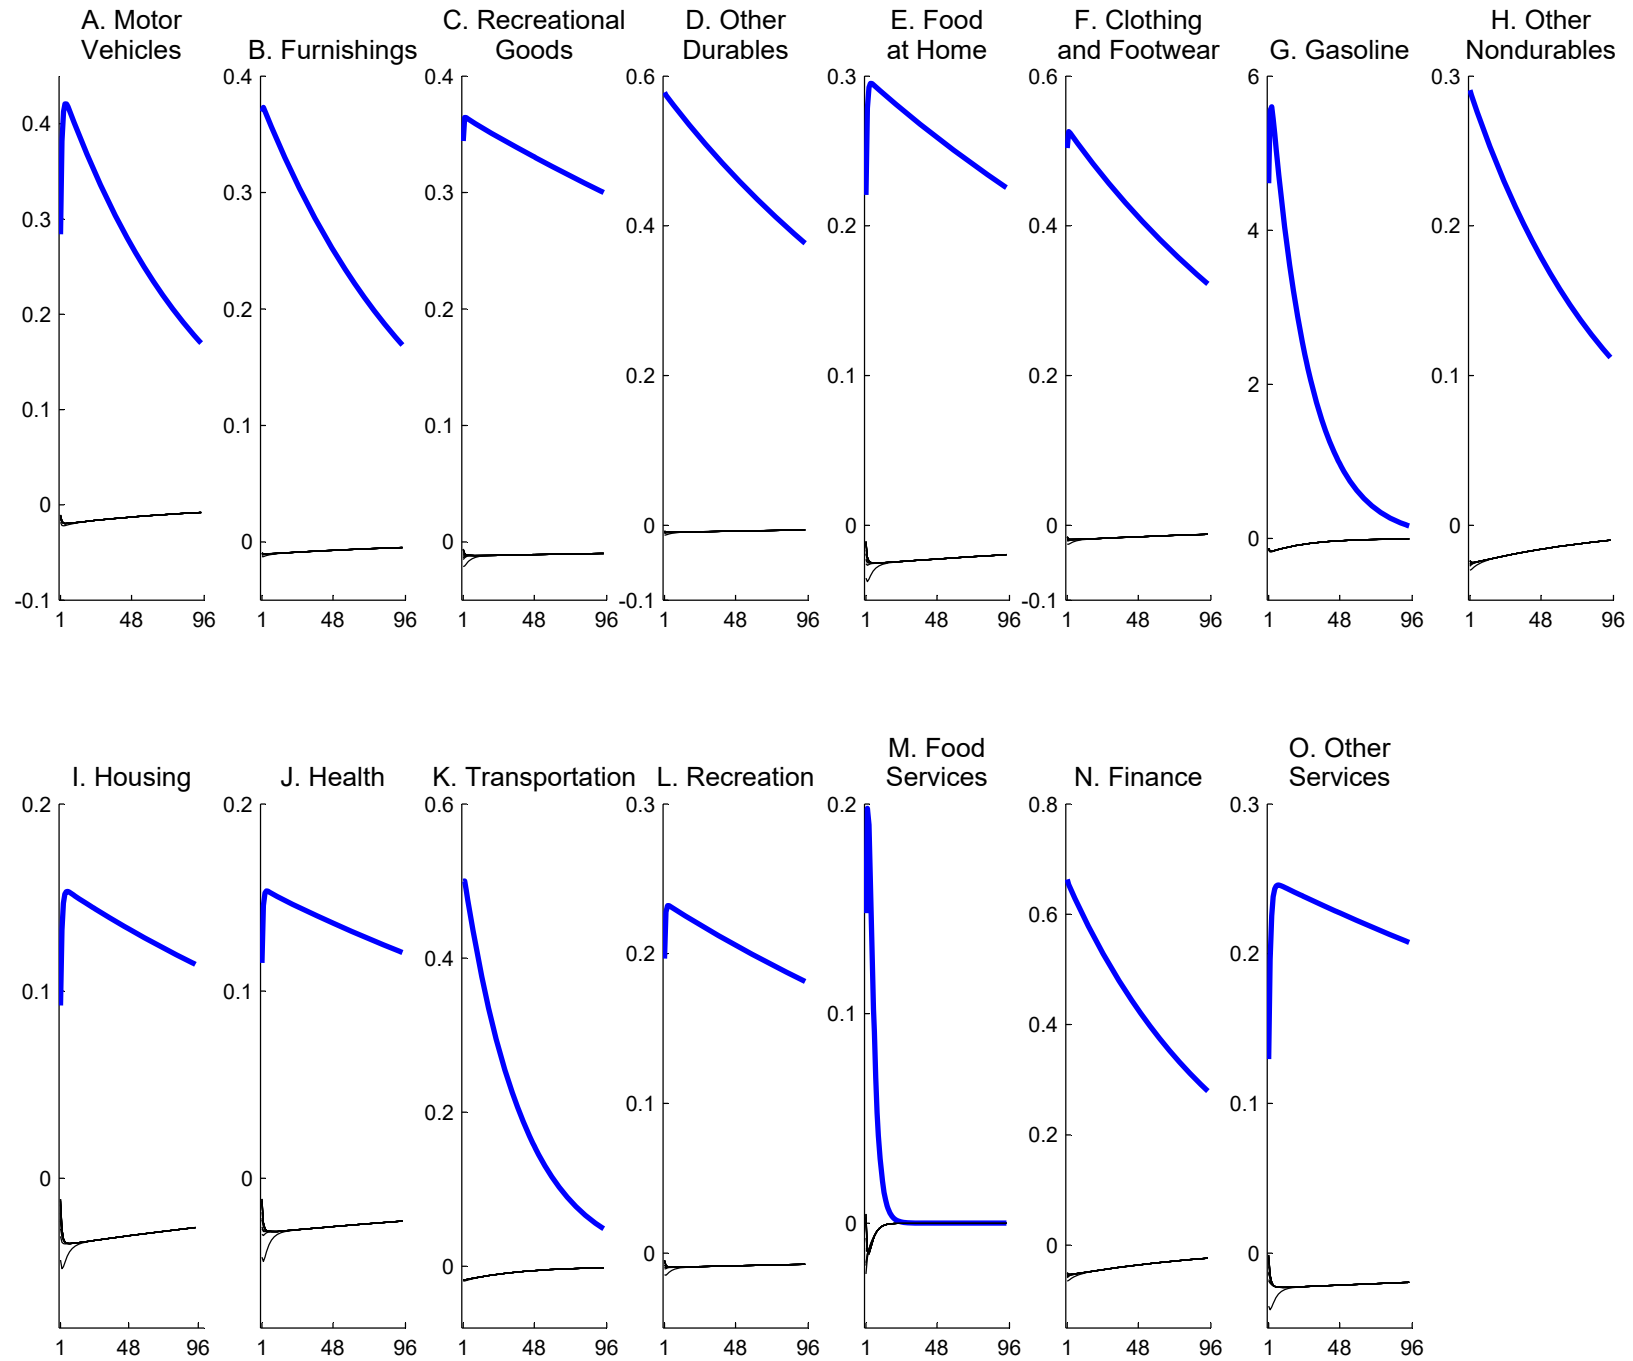 A. Motor
Vehicles
B. Furnishings
C. Recreational
Goods
D. Other
Durables
E. Food
at Home
F. Clothing
and Footwear
G. Gasoline
H. Other
Nondurables
0.4
0.3
0.2
0.1
0
-0.1
1 48 96
0.4
0.3
0.2
0.1
0
1 48 96
0.4
0.3
0.2
0.1
0
1 48 96
0.6
0.4
0.2
0
-0.1
1 48 96
0.3
0.2
0.1
0
1 48 96
0.6
0.4
0.2
0
-0.1
1 48 96
6
4
2
0
1 48 96
0.3
0.2
0.1
0
1 48 96
I. Housing
J. Health
K. Transportation
L. Recreation
M. Food
Services
N. Finance
O. Other
Services
0.2
0.1
0
1 48 96
0.2
0.1
0
1 48 96
0.6
0.4
0.2
0
1 48 96
0.3
0.2
0.1
0
1 48 96
0.2
0.1
0
1 48 96
0.8
0.6
0.4
0.2
0
1 48 96
0.3
0.2
0.1
0
1 48 96